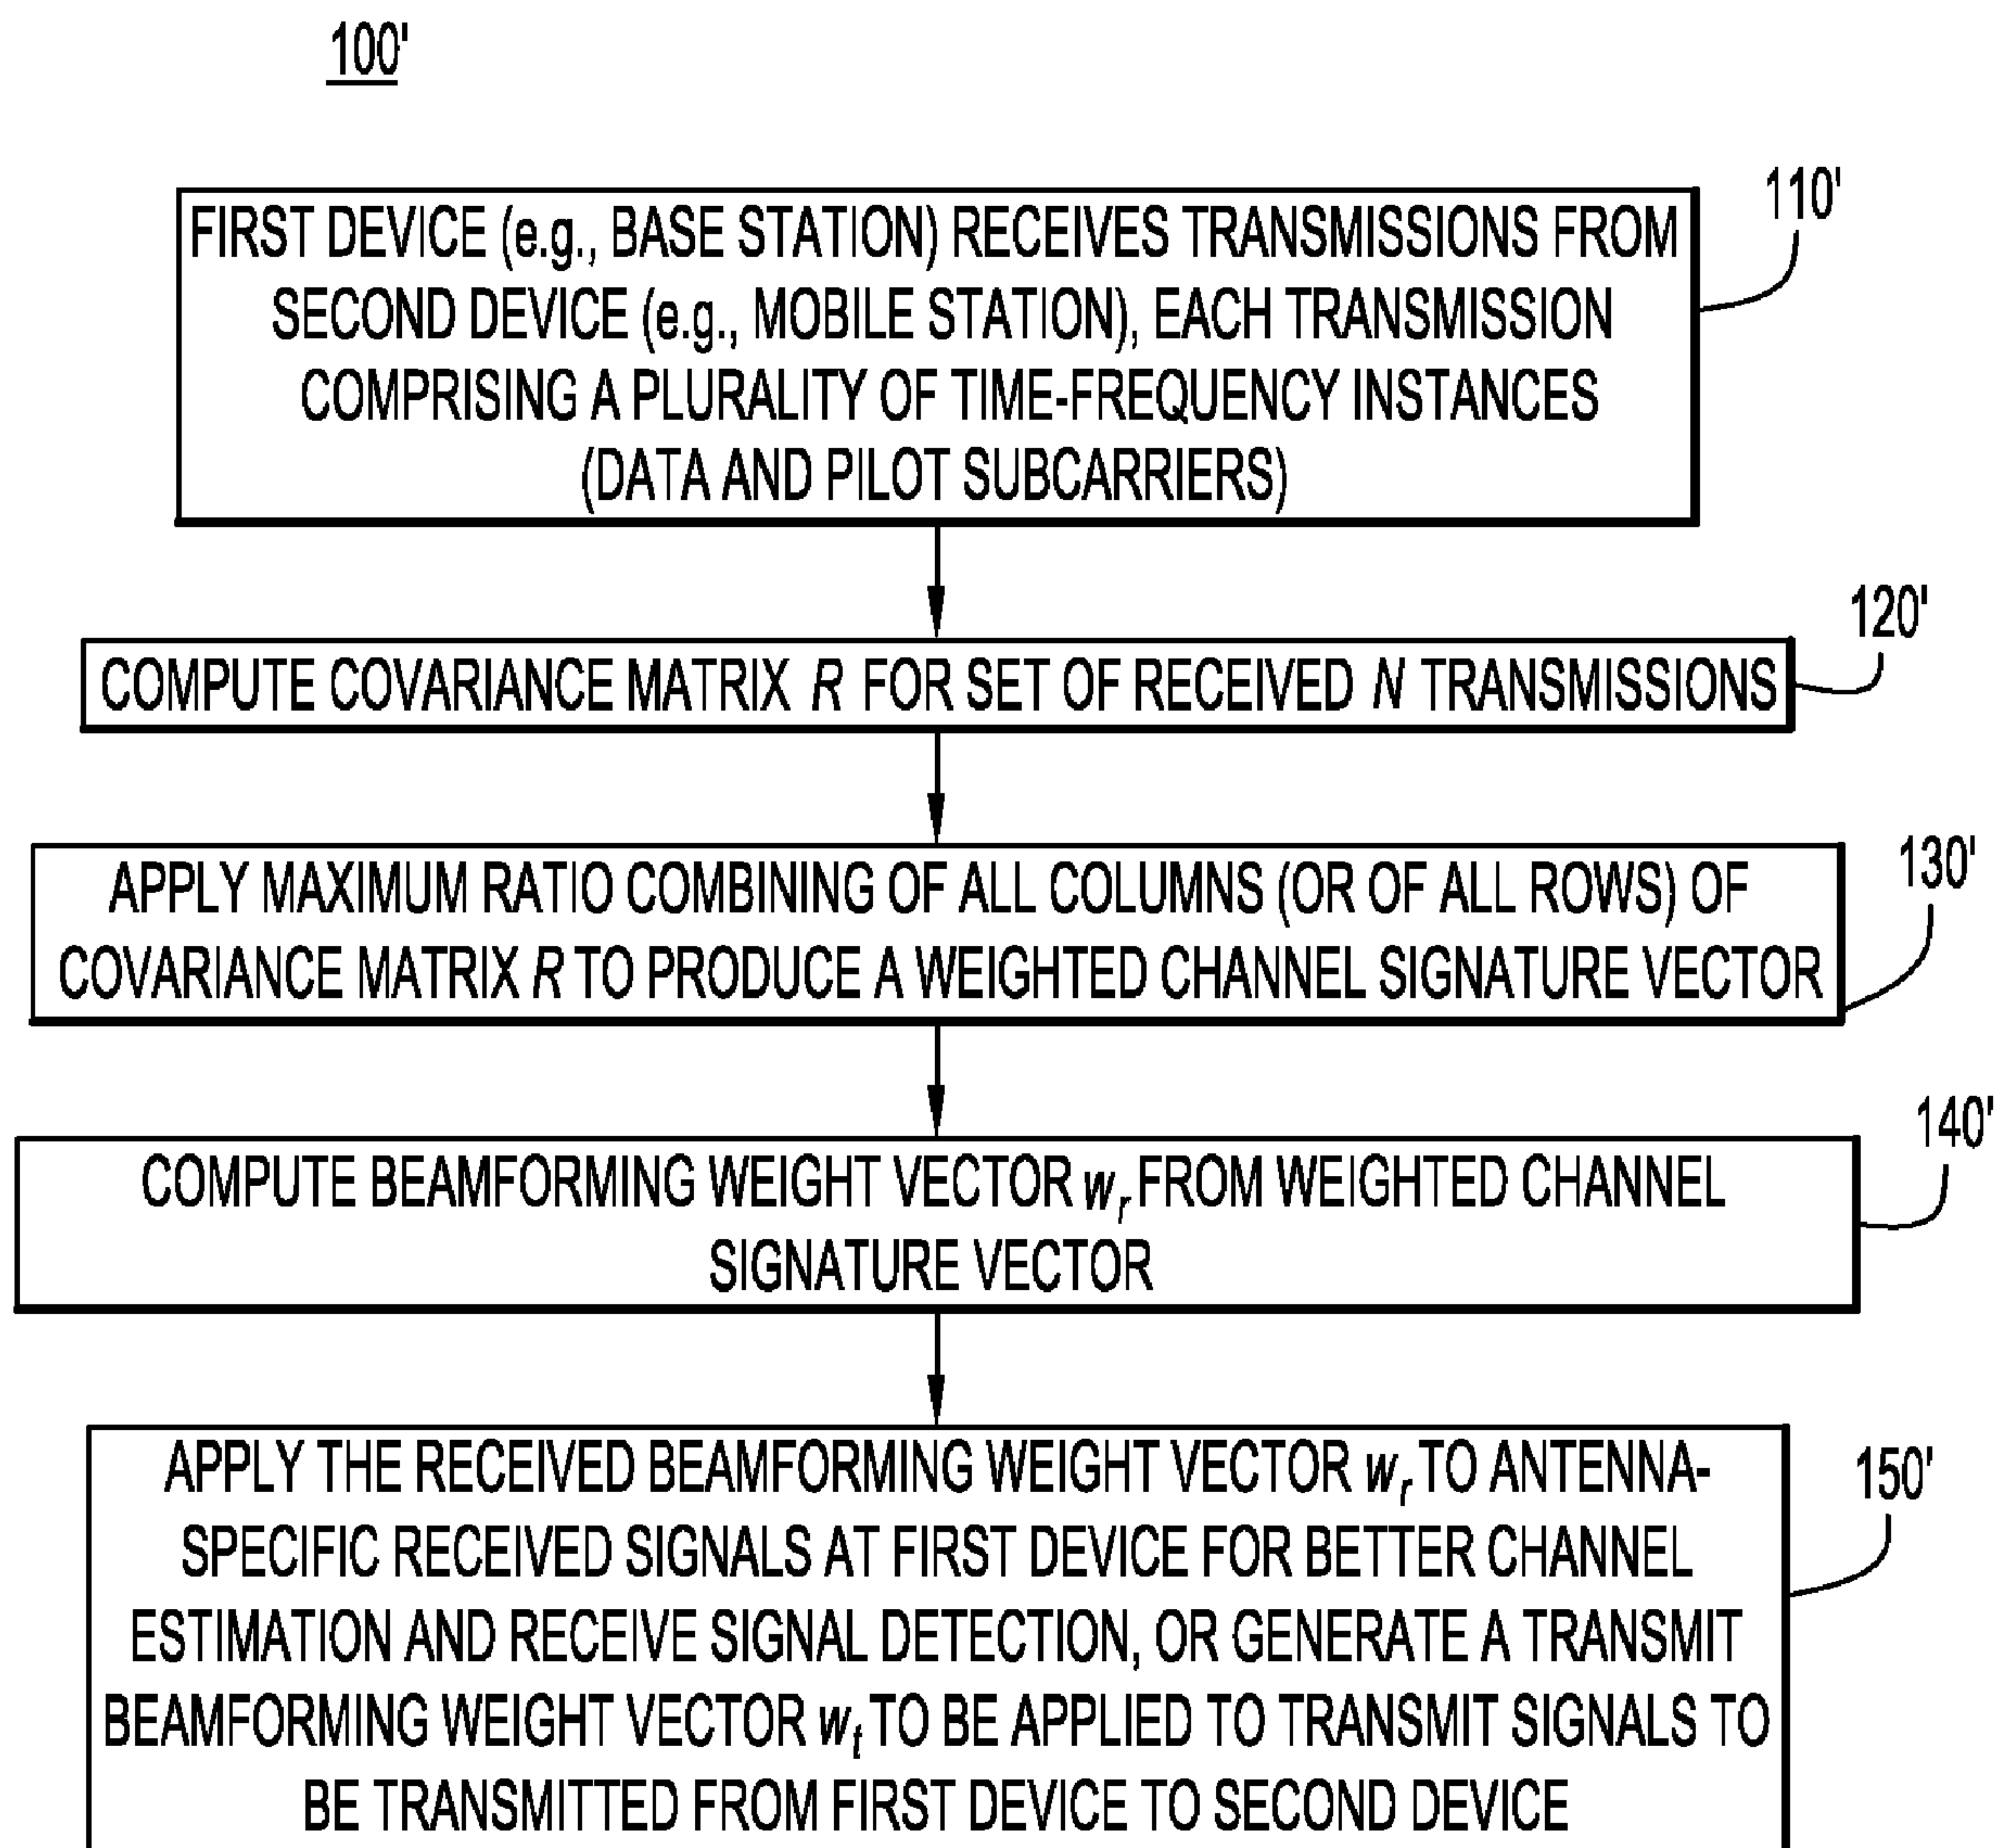 100'
110'
FIRST DEVICE (e.g., BASE STATION) RECEIVES TRANSMISSIONS FROM
SECOND DEVICE (e.g., MOBILE STATION), EACH TRANSMISSION
COMPRISING A PLURALITY OF TIME-FREQUENCY INSTANCES
(DATA AND PILOT SUBCARRIERS)
120'
COMPUTE COVARIANCE MATRIX R FOR SET OF RECEIVED N TRANSMISSIONS
130'
APPLY MAXIMUM RATIO COMBINING OF ALL COLUMNS (OR OF ALL ROWS) OF
COVARIANCE MATRIX R TO PRODUCE A WEIGHTED CHANNEL SIGNATURE VECTOR
140'
COMPUTE BEAMFORMING WEIGHT VECTOR wr FROM WEIGHTED CHANNEL
SIGNATURE VECTOR
150'
APPLY THE RECEIVED BEAMFORMING WEIGHT VECTOR wr TO ANTENNA-
SPECIFIC RECEIVED SIGNALS AT FIRST DEVICE FOR BETTER CHANNEL
ESTIMATION AND RECEIVE SIGNAL DETECTION, OR GENERATE A TRANSMIT
BEAMFORMING WEIGHT VECTOR wt TO BE APPLIED TO TRANSMIT SIGNALS TO
BE TRANSMITTED FROM FIRST DEVICE TO SECOND DEVICE